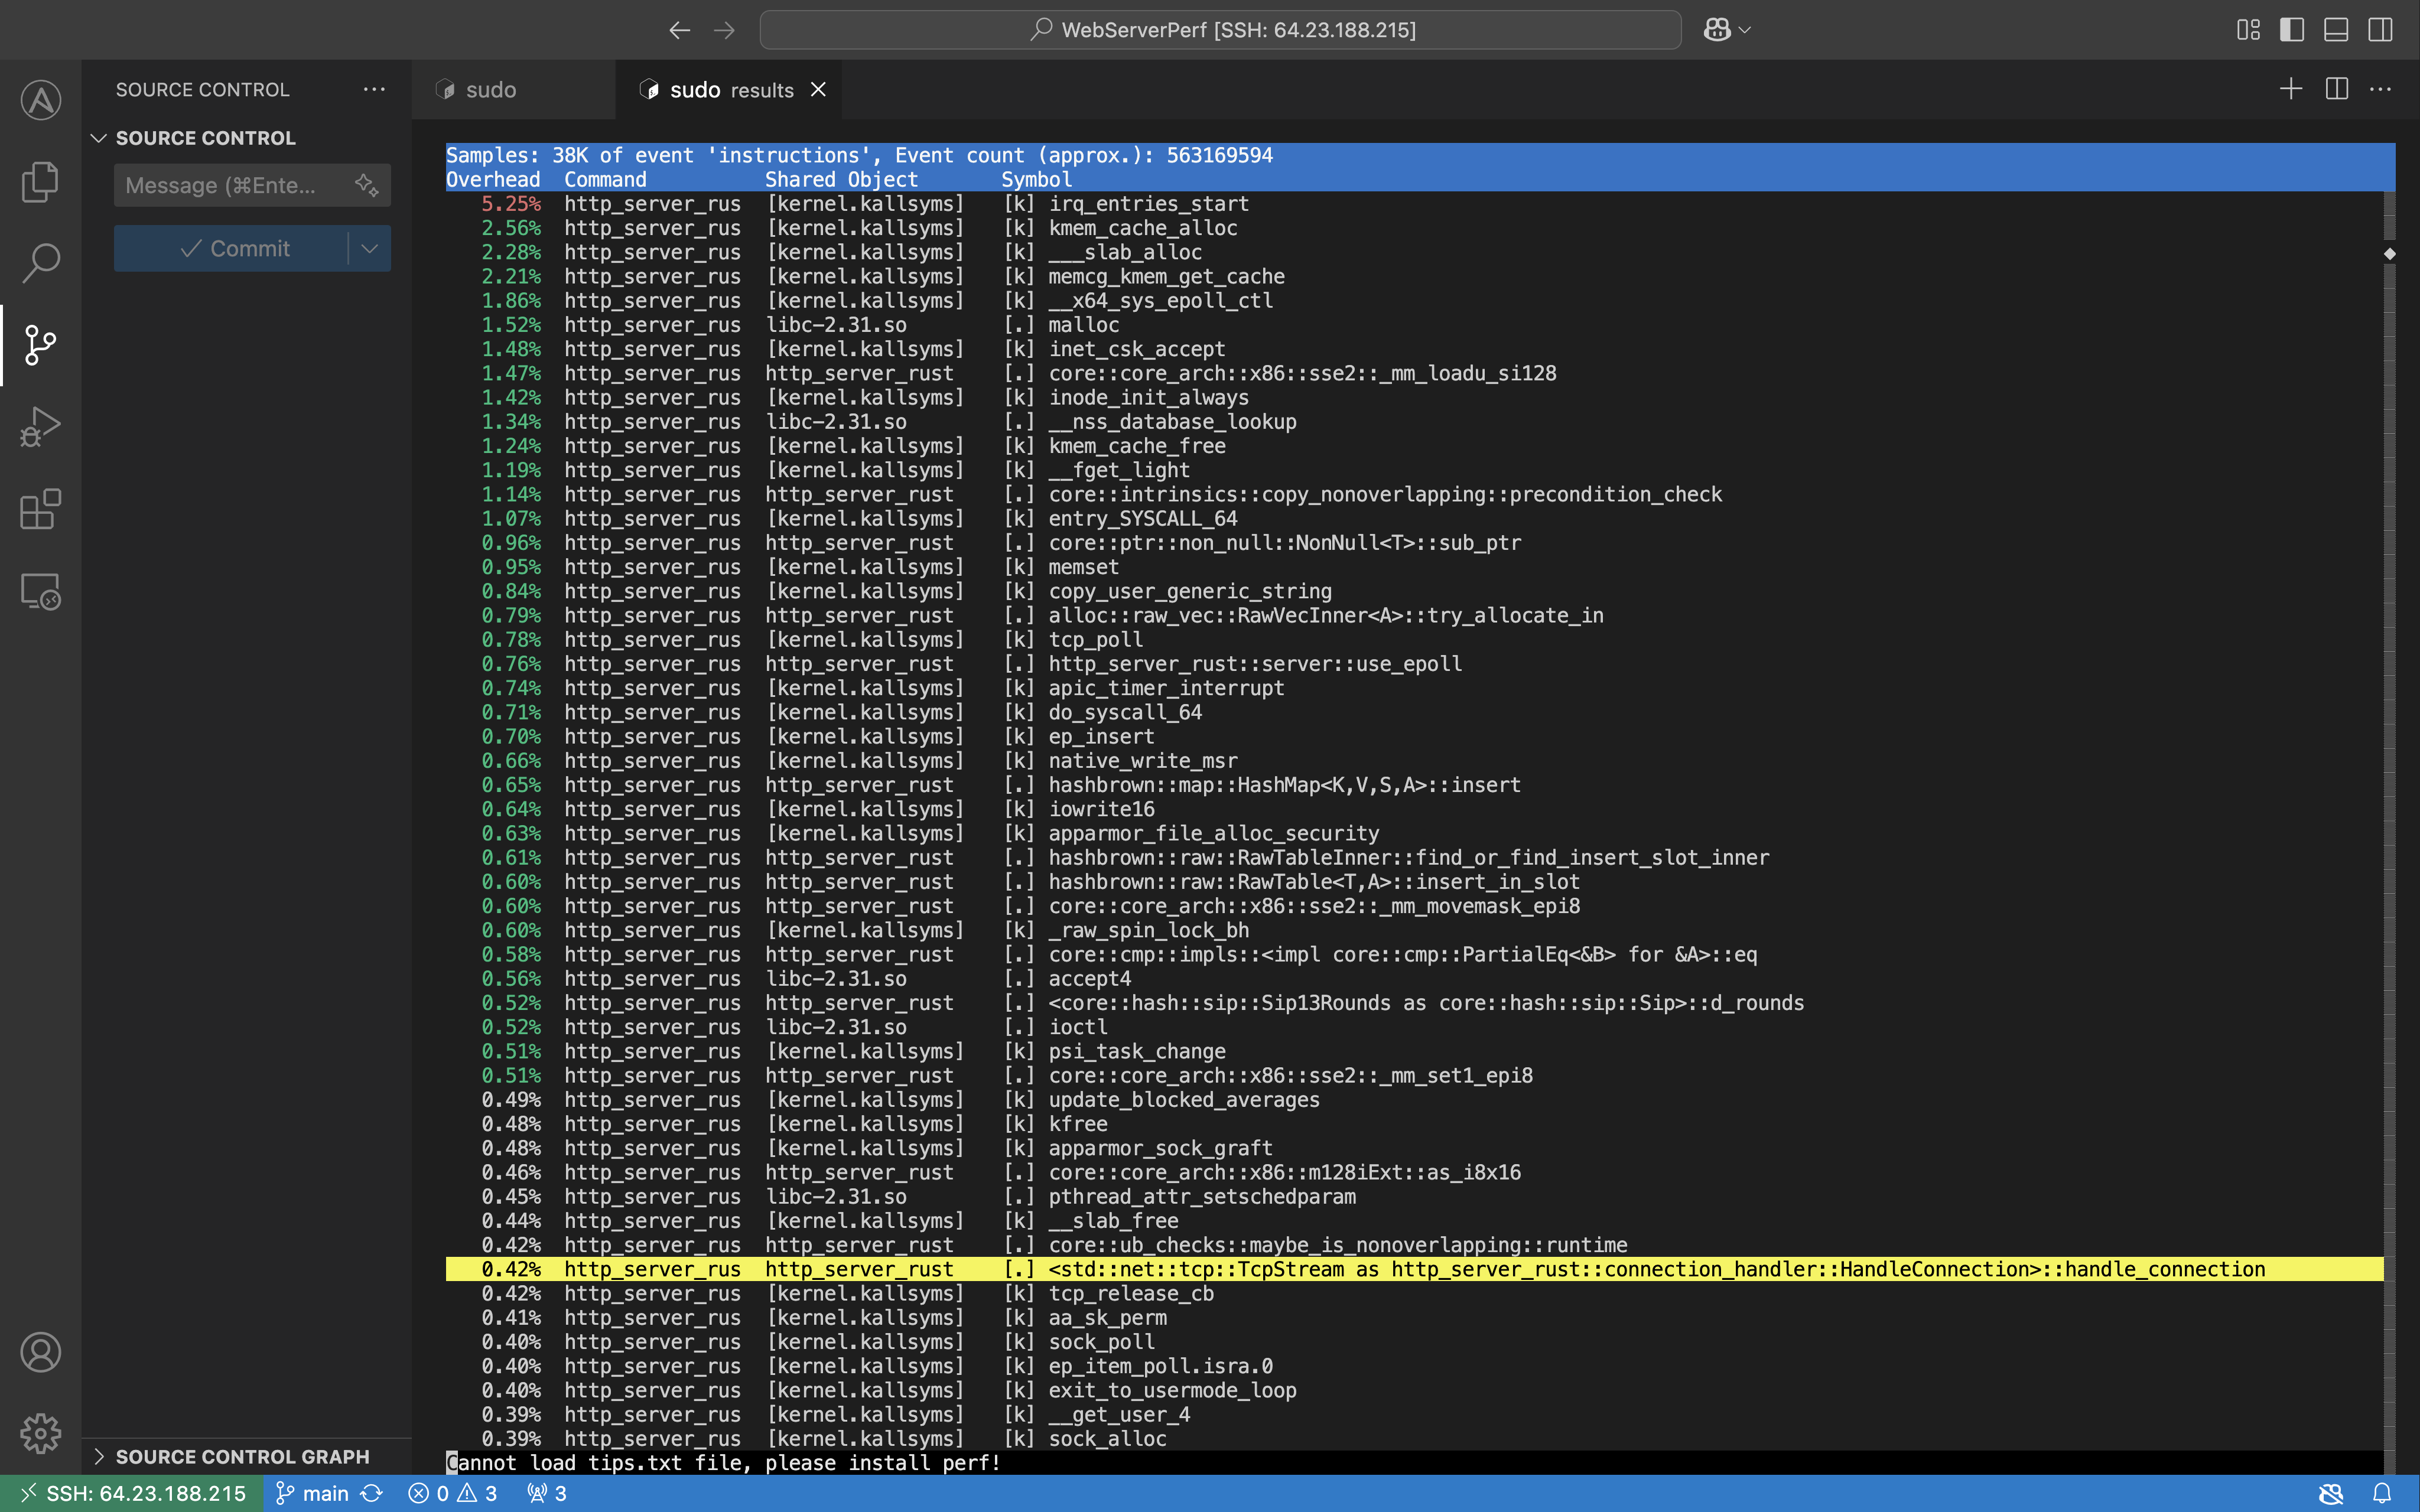 WebServerPerf [SSH: 64.23.188.215]
SOURCE CONTROL
sudo
sudo results
SOURCE CONTROL
Message (⌘Ente...
Commit
Samples: 38K of event 'instructions', Event count (approx.): 563169594
Overhead Command Shared Object Symbol
5.25% http_server_rus [kernel.kallsyms] [k] irq_entries_start
2.56% http_server_rus [kernel.kallsyms] [k] kmem_cache_alloc
2.28% http_server_rus [kernel.kallsyms] [k] ___slab_alloc
2.21% http_server_rus [kernel.kallsyms] [k] memcg_kmem_get_cache
1.86% http_server_rus [kernel.kallsyms] [k] __x64_sys_epoll_ctl
1.52% http_server_rus libc-2.31.so [.] malloc
1.48% http_server_rus [kernel.kallsyms] [k] inet_csk_accept
1.47% http_server_rus http_server_rust [.] core::core_arch::x86::sse2::_mm_loadu_si128
1.42% http_server_rus [kernel.kallsyms] [k] inode_init_always
1.34% http_server_rus libc-2.31.so [.] __nss_database_lookup
1.24% http_server_rus [kernel.kallsyms] [k] kmem_cache_free
1.19% http_server_rus [kernel.kallsyms] [k] __fget_light
1.14% http_server_rus http_server_rust [.] core::intrinsics::copy_nonoverlapping::precondition_check
1.07% http_server_rus [kernel.kallsyms] [k] entry_SYSCALL_64
0.96% http_server_rus http_server_rust [.] core::ptr::non_null::NonNull<T>::sub_ptr
0.95% http_server_rus [kernel.kallsyms] [k] memset
0.84% http_server_rus [kernel.kallsyms] [k] copy_user_generic_string
0.79% http_server_rus http_server_rust [.] alloc::raw_vec::RawVecInner<A>::try_allocate_in
0.78% http_server_rus [kernel.kallsyms] [k] tcp_poll
0.76% http_server_rus http_server_rust [.] http_server_rust::server::use_epoll
0.74% http_server_rus [kernel.kallsyms] [k] apic_timer_interrupt
0.71% http_server_rus [kernel.kallsyms] [k] do_syscall_64
0.70% http_server_rus [kernel.kallsyms] [k] ep_insert
0.66% http_server_rus [kernel.kallsyms] [k] native_write_msr
0.65% http_server_rus http_server_rust [.] hashbrown::map::HashMap<K,V,S,A>::insert
0.64% http_server_rus [kernel.kallsyms] [k] iowrite16
0.63% http_server_rus [kernel.kallsyms] [k] apparmor_file_alloc_security
0.61% http_server_rus http_server_rust [.] hashbrown::raw::RawTableInner::find_or_find_insert_slot_inner
0.60% http_server_rus http_server_rust [.] hashbrown::raw::RawTable<T,A>::insert_in_slot
0.60% http_server_rus http_server_rust [.] core::core_arch::x86::sse2::_mm_movemask_epi8
0.60% http_server_rus [kernel.kallsyms] [k] _raw_spin_lock_bh
0.58% http_server_rus http_server_rust [.] core::cmp::impls::<impl core::cmp::PartialEq<&B> for &A>::eq
0.56% http_server_rus libc-2.31.so [.] accept4
0.52% http_server_rus http_server_rust [.] <core::hash::sip::Sip13Rounds as core::hash::sip::Sip>::d_rounds
0.52% http_server_rus libc-2.31.so [.] ioctl
0.51% http_server_rus [kernel.kallsyms] [k] psi_task_change
0.51% http_server_rus http_server_rust [.] core::core_arch::x86::sse2::_mm_set1_epi8
0.49% http_server_rus [kernel.kallsyms] [k] update_blocked_averages
0.48% http_server_rus [kernel.kallsyms] [k] kfree
0.48% http_server_rus [kernel.kallsyms] [k] apparmor_sock_graft
0.46% http_server_rus http_server_rust [.] core::core_arch::x86::m128iExt::as_i8x16
0.45% http_server_rus libc-2.31.so [.] pthread_attr_setschedparam
0.44% http_server_rus [kernel.kallsyms] [k] __slab_free
0.42% http_server_rus http_server_rust [.] core::ub_checks::maybe_is_nonoverlapping::runtime
0.42% http_server_rus http_server_rust [.] <std::net::tcp::TcpStream as http_server_rust::connection_handler::HandleConnection>::handle_connection
0.42% http_server_rus [kernel.kallsyms] [k] tcp_release_cb
0.41% http_server_rus [kernel.kallsyms] [k] aa_sk_perm
0.40% http_server_rus [kernel.kallsyms] [k] sock_poll
0.40% http_server_rus [kernel.kallsyms] [k] ep_item_poll.isra.0
0.40% http_server_rus [kernel.kallsyms] [k] exit_to_usermode_loop
0.39% http_server_rus [kernel.kallsyms] [k] __get_user_4
0.39% http_server_rus [kernel.kallsyms] [k] sock_alloc
Cannot load tips.txt file, please install perf!
SOURCE CONTROL GRAPH
SSH: 64.23.188.215 main 0 3 3